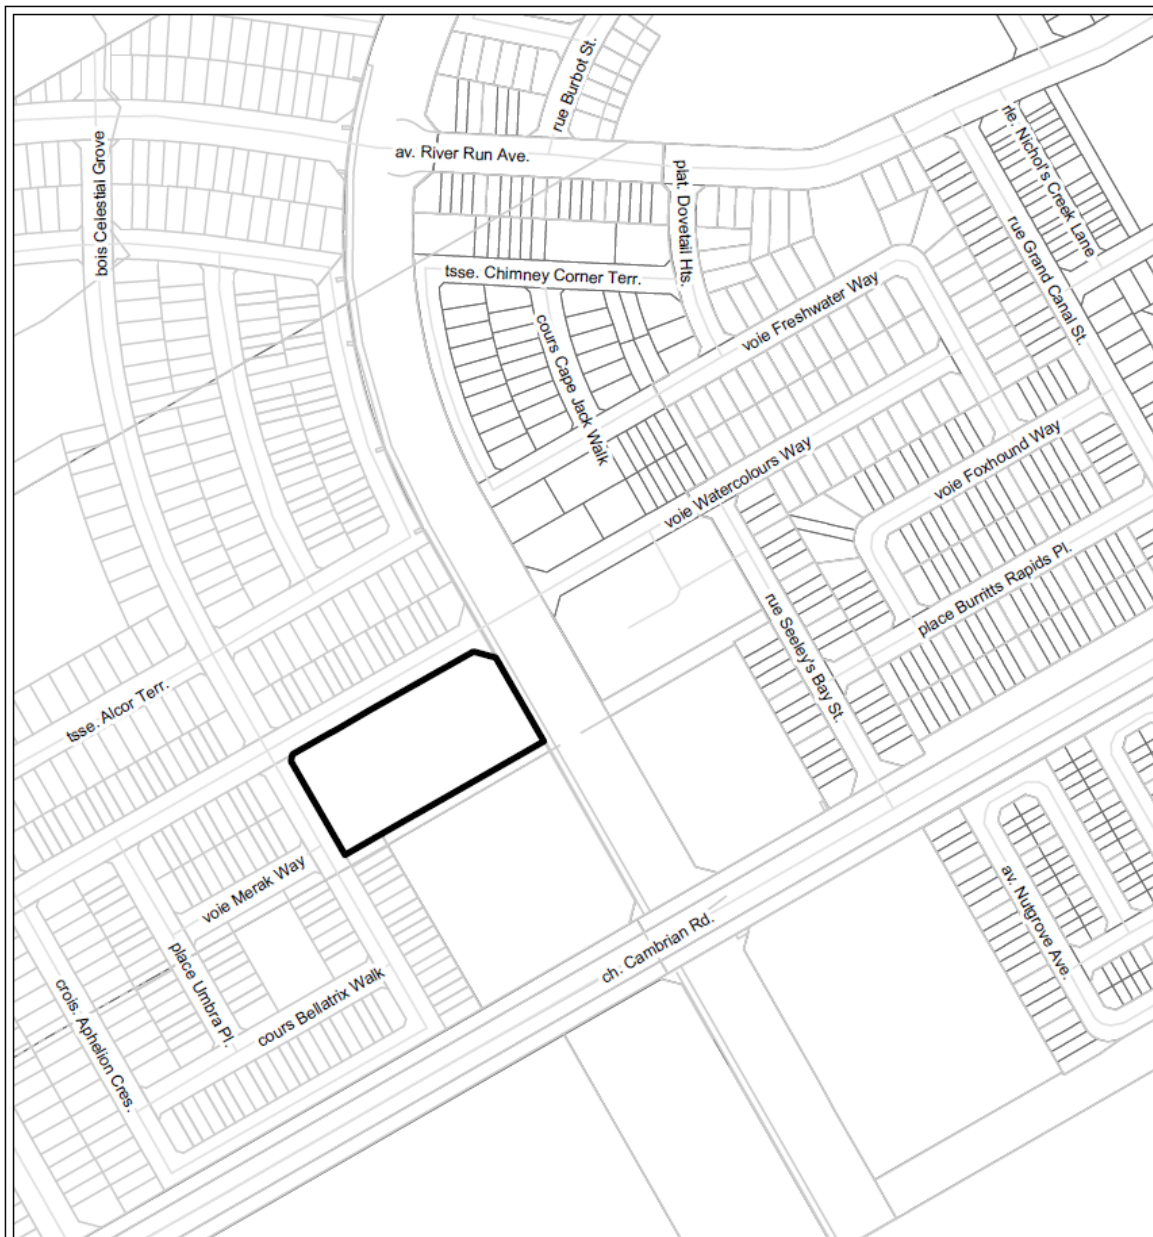 rue Burbot St.
av. River Run Ave.
rle. Nichol's Creek Lane
bois Celestial Grove
plat. Dovetail Hts.
rue Grand Canal St.
tsse. Chimney Corner Terr.
voie Freshwater Way
cours Cape Jack Walk
voie Watercolours Way
voie Foxhound Way
place Burritts Rapids Pl.
rue Seeley's Bay St.
tsse. Alcor Terr.
voie Merak Way
av. Nutgrove Ave.
place Umbra Pl.
ch. Cambrian Rd.
crois. Aphelion Cres.
cours Bellatrix Walk